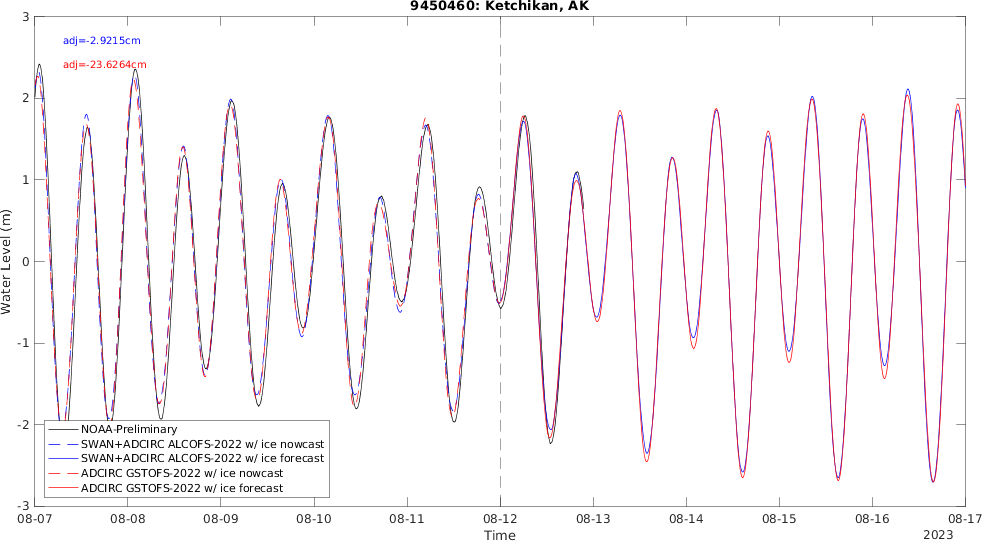 9450460: Ketchikan, AK
adj=-2.9215cm
adj=-23.6264cm
Water Level (m)
3
2
1
0
-1
-2
-3
NOAA-Preliminary
SWAN+ADCIRC ALCOFS-2022 w/ ice nowcast
SWAN+ADCIRC ALCOFS-2022 w/ ice forecast
ADCIRC GSTOFS-2022 w/ ice nowcast
ADCIRC GSTOFS-2022 w/ ice forecast
08-07 08-08 08-09 08-10 08-11 08-12 08-13 08-14 08-15 08-16 08-17
Time
2023